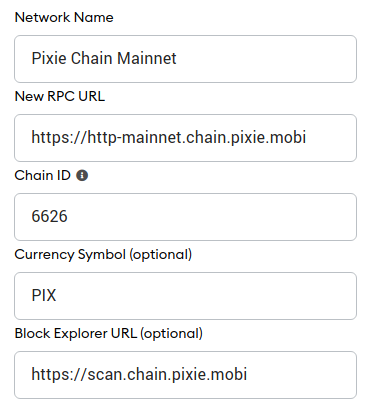 Network Name
Pixie Chain Mainnet
New RPC URL
https://http-mainnet.chain.pixie.mobi
Chain ID
6626
Currency Symbol (optional)
PIX
Block Explorer URL (optional)
https://scan.chain.pixie.mobi